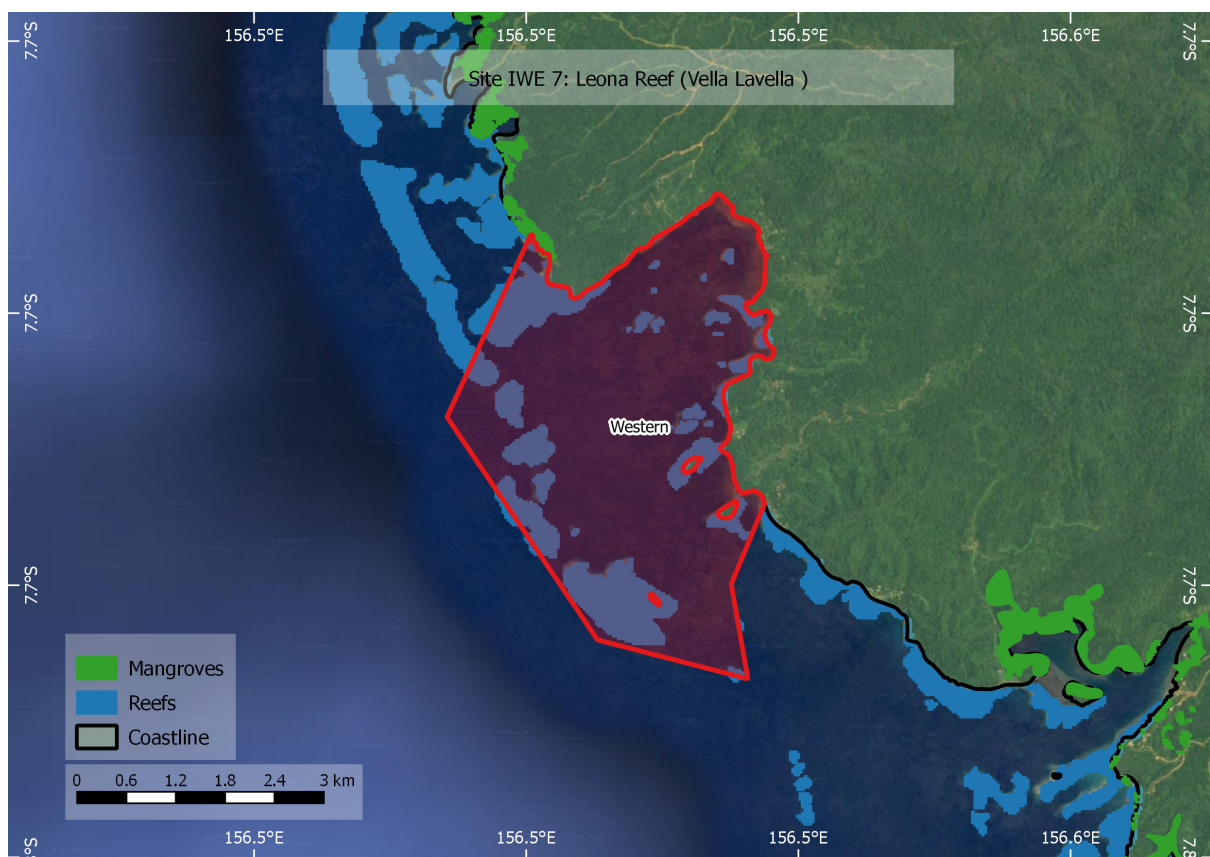 156.5°E 156.5°E 156.5°E 156.6°E
7.7°S 7.7°S
Site IWE 7: Leona Reef (Vella Lavella )
7.7°S 7.7°S
Western
7.7°S 7.7°S
Mangroves
Reefs
Coastline
0 0.6 1.2 1.8 2.4 3 km
156.5°E 156.5°E 156.5°E 156.6°E